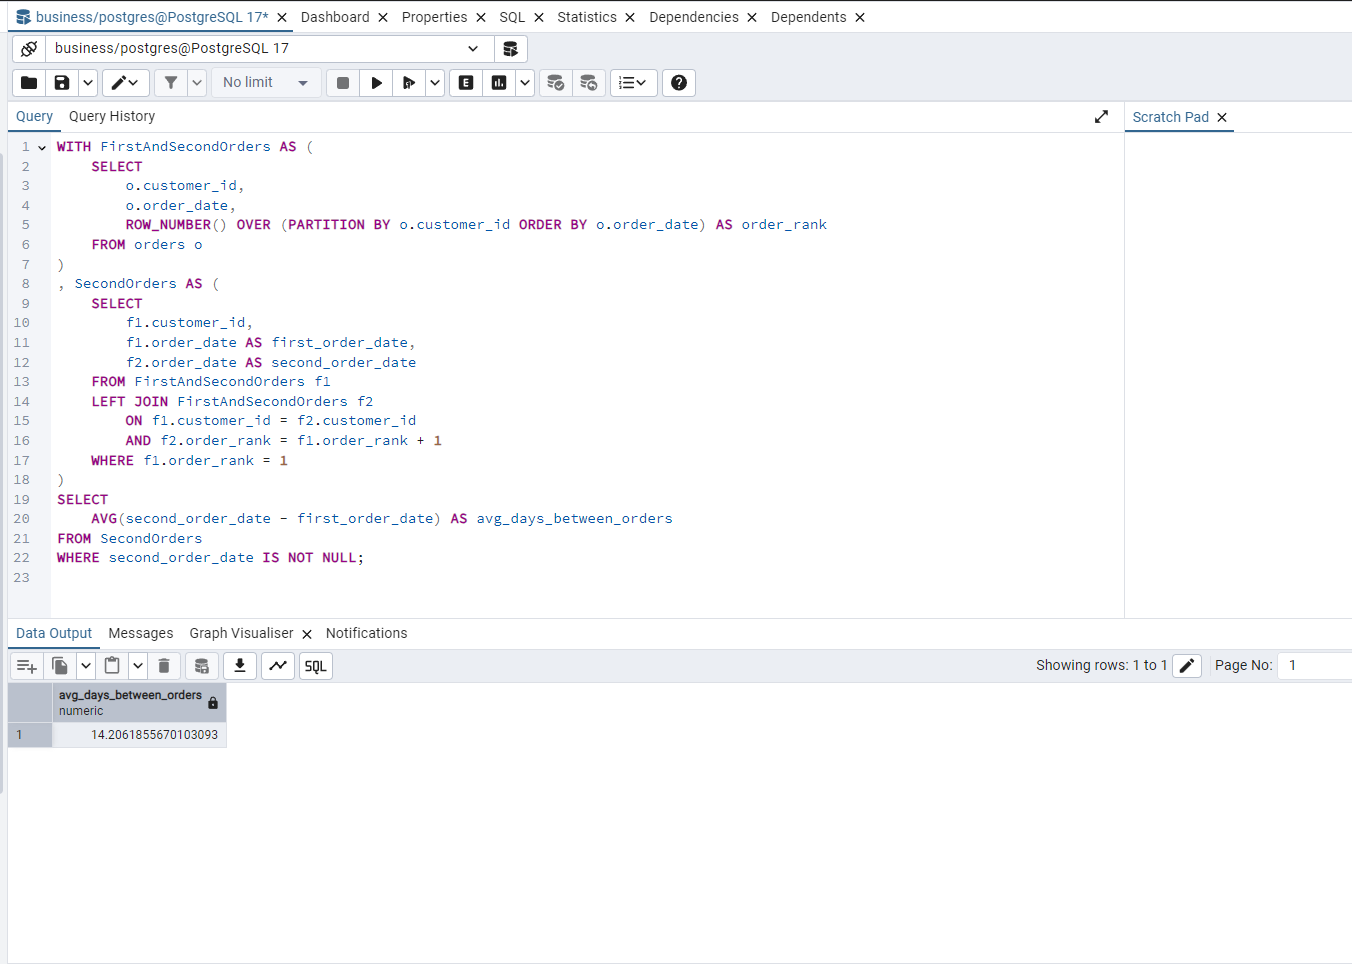 business/postgres@PostgreSQL 17* Dashboard Properties SQL Statistics Dependencies Dependents
business/postgres@PostgreSQL 17
No limit E
Query Query History Scratch Pad
1 WITH FirstAndSecondOrders AS (
2 SELECT
3 o.customer_id,
4 o.order_date,
5 ROW_NUMBER() OVER (PARTITION BY o.customer_id ORDER BY o.order_date) AS order_rank
6 FROM orders o
7 )
8 , SecondOrders AS (
9 SELECT
10 f1.customer_id,
11 f1.order_date AS first_order_date,
12 f2.order_date AS second_order_date
13 FROM FirstAndSecondOrders f1
14 LEFT JOIN FirstAndSecondOrders f2
15 ON f1.customer_id = f2.customer_id
16 AND f2.order_rank = f1.order_rank + 1
17 WHERE f1.order_rank = 1
18 )
19 SELECT
20 AVG(second_order_date - first_order_date) AS avg_days_between_orders
21 FROM SecondOrders
22 WHERE second_order_date IS NOT NULL;
23
Data Output Messages Graph Visualiser Notifications
SQL Showing rows: 1 to 1 Page No: 1
avg_days_between_orders
numeric
1 14.2061855670103093